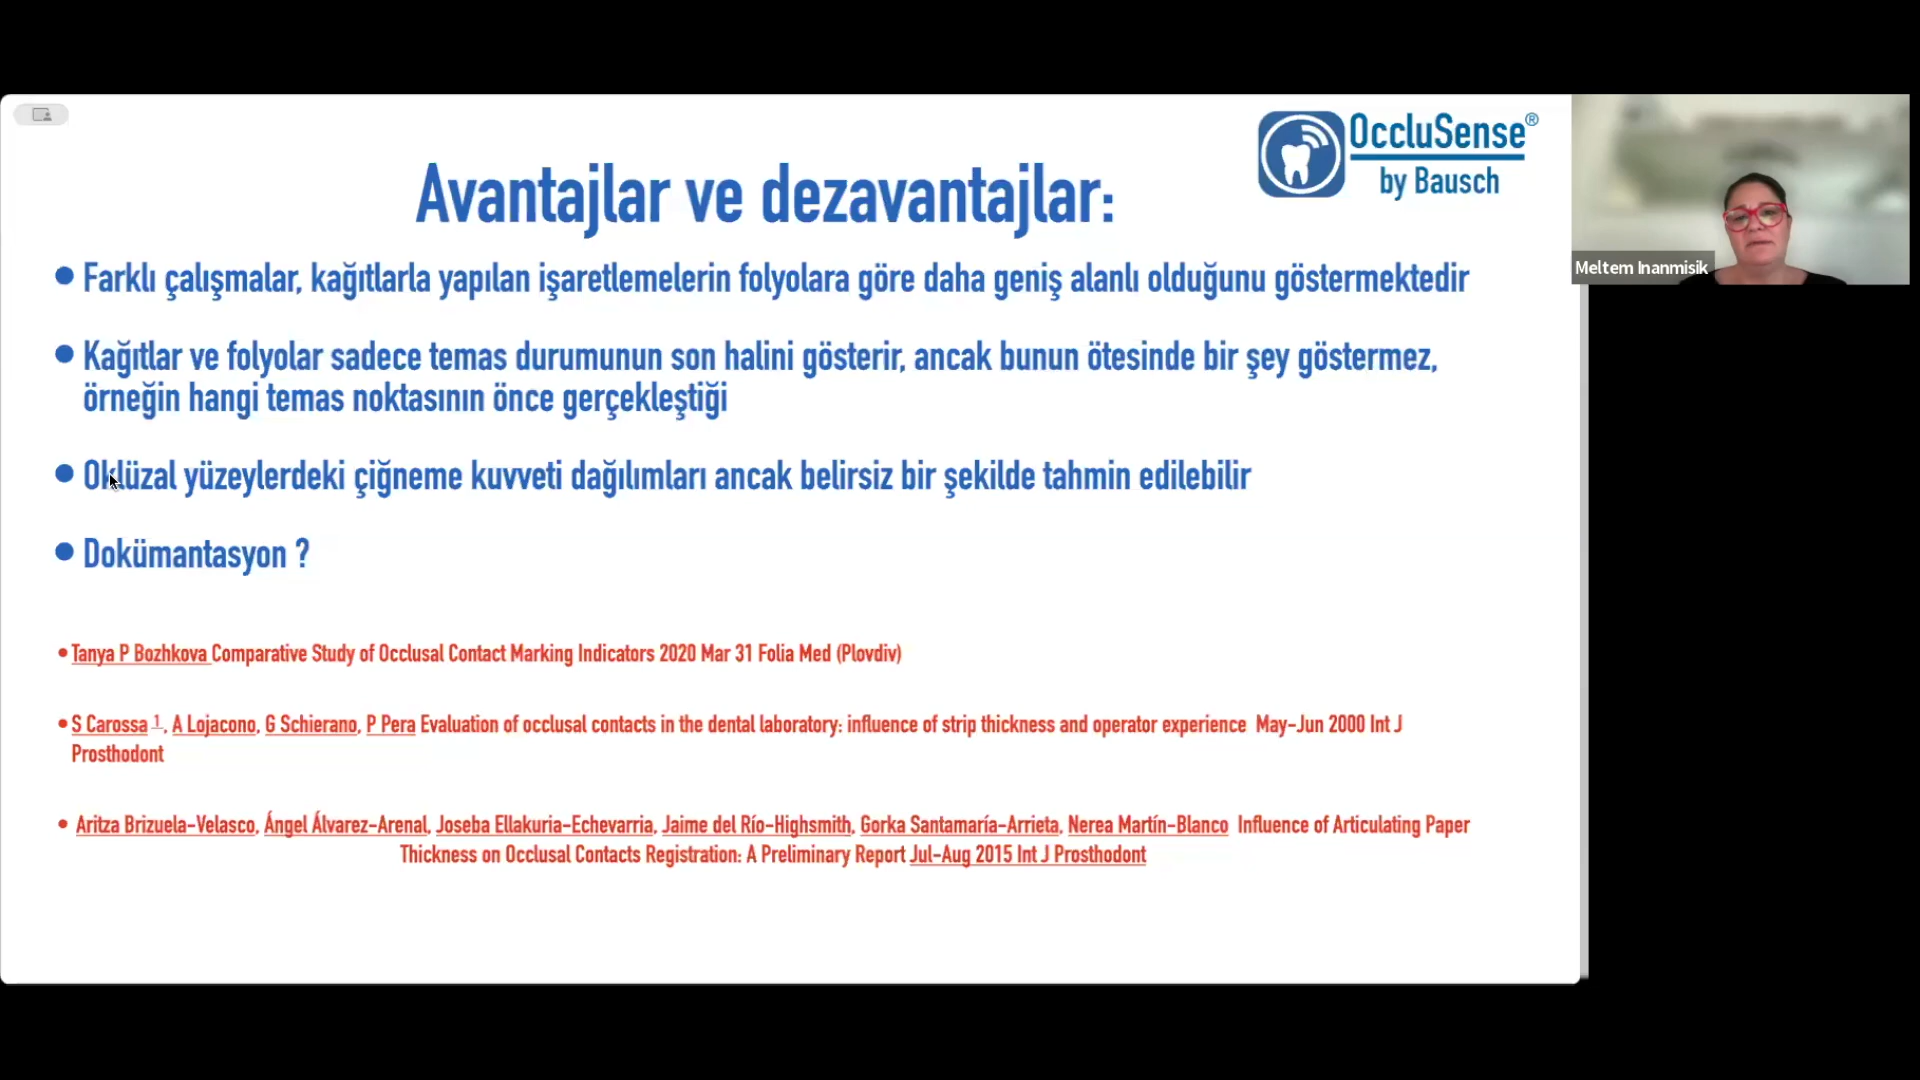 OccluSense®
by Bausch
Avantajlar ve dezavantajlar:
• Farklı çalışmalar, kağıtlarla yapılan işaretlemelerin folyolara göre daha geniş alanlı olduğunu göstermektedir
• Kağıtlar ve folyolar sadece temas durumunun son halini gösterir, ancak bunun ötesinde bir şey göstermez,
örneğin hangi temas noktasının önce gerçekleştiği
• Oklüzal yüzeylerdeki çiğneme kuvveti dağılımları ancak belirsiz bir şekilde tahmin edilebilir
• Dokümantasyon ?
• Tanya P Bozhkova Comparative Study of Occlusal Contact Marking Indicators 2020 Mar 31 Folia Med (Plovdiv)
• S Carossa 1, A Lojacono, G Schierano, P Pera Evaluation of occlusal contacts in the dental laboratory: influence of strip thickness and operator experience May-Jun 2000 Int J
Prosthodont
• Aritza Brizuela-Velasco, Ángel Álvarez-Arenal, Joseba Ellakuria-Echevarria, Jaime del Río-Highsmith, Gorka Santamaría-Arrieta, Nerea Martín-Blanco Influence of Articulating Paper
Thickness on Occlusal Contacts Registration: A Preliminary Report Jul-Aug 2015 Int J Prosthodont
Meltem Inanmisik